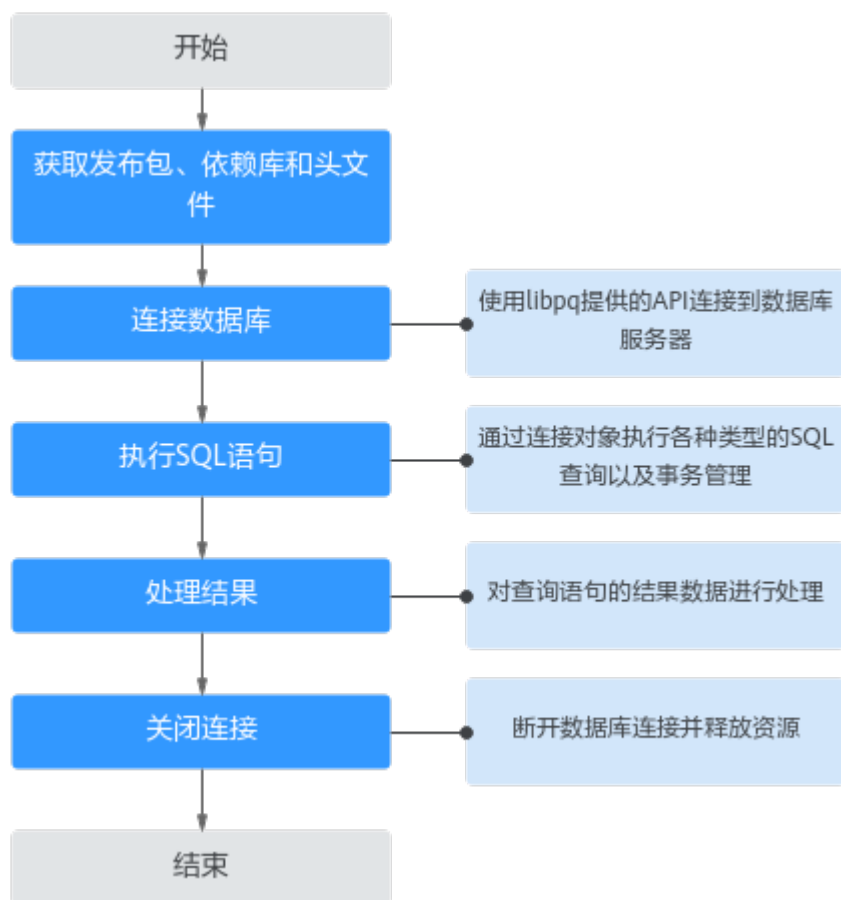 开始
获取发布包、依赖库和头文
件
连接数据库
使用libpq提供的API连接到数据库
服务器
执行SQL语句
通过连接对象执行各种类型的SQL
查询以及事务管理
处理结果
对查询语句的结果数据进行处理
关闭连接
断开数据库连接并释放资源
结束